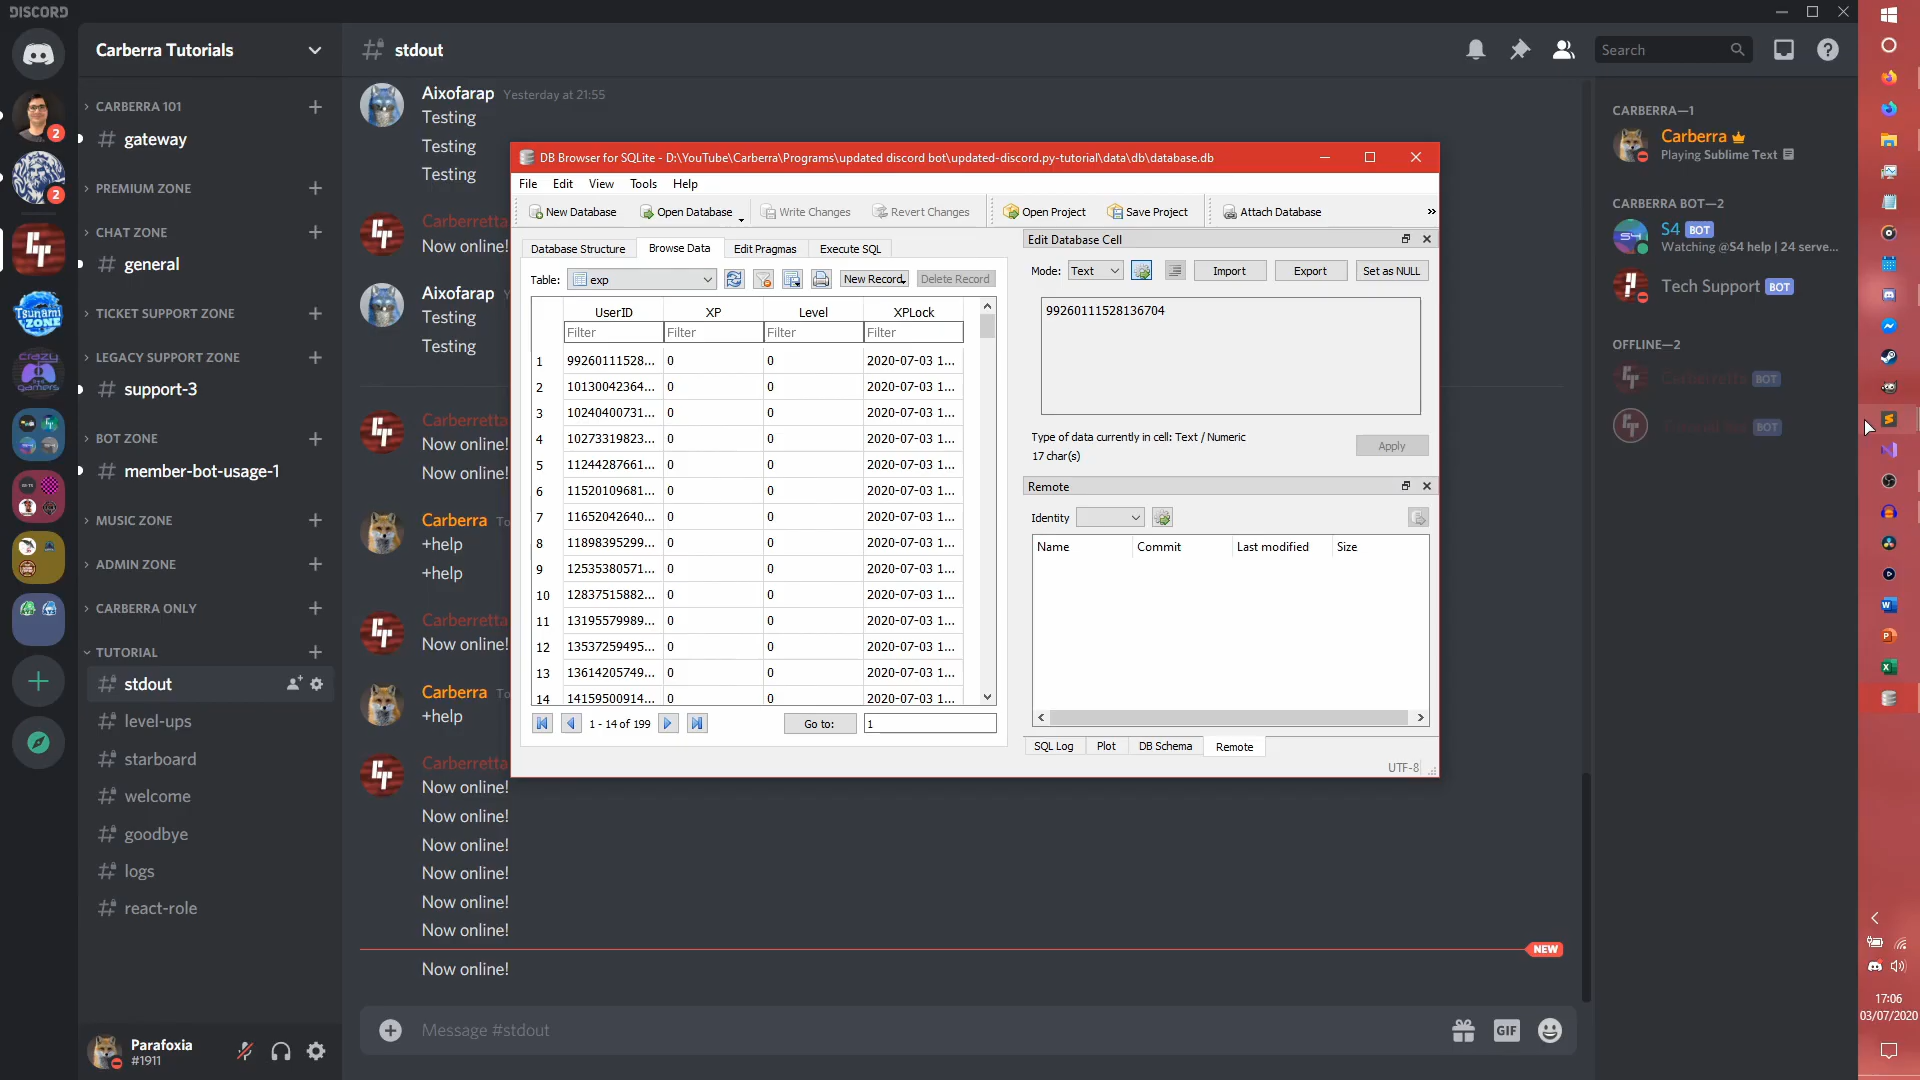 DISCORD
Carberra Tutorials
CARBERRA 101
gateway
PREMIUM ZONE
CHAT ZONE
general
TICKET SUPPORT ZONE
LEGACY SUPPORT ZONE
support-3
BOT ZONE
member-bot-usage-1
MUSIC ZONE
ADMIN ZONE
CARBERRA ONLY
TUTORIAL
stdout
level-ups
starboard
welcome
goodbye
logs
react-role
Parafoxia
#1911
2
2
Tsunami ZONE
crazy gamers
stdout
Search
Aixofarap Yesterday at 21:55
Testing
Testing
Testing
Carberretta
Now online!
Aixofarap
Testing
Testing
Carberretta
Now online!
Now online!
Carberra To
+help
+help
Carberretta
Now online!
Carberra To
+help
Carberretta
Now online!
Now online!
Now online!
Now online!
Now online!
Now online!
NEW
Now online!
Message #stdout
GIF
DB Browser for SQLite - D:\YouTube\Carberra\Programs\updated discord bot\updated-discord.py-tutorial\data\db\database.db
File Edit View Tools Help
New Database Open Database Write Changes Revert Changes Open Project Save Project Attach Database »
Database Structure Browse Data Edit Pragmas Execute SQL
Table: exp New Record Delete Record
UserID XP Level XPLock
Filter Filter Filter Filter
1 99260111528... 0 0 2020-07-03 1...
2 10130042364... 0 0 2020-07-03 1...
3 10240400731... 0 0 2020-07-03 1...
4 10273319823... 0 0 2020-07-03 1...
5 11244287661... 0 0 2020-07-03 1...
6 11520109681... 0 0 2020-07-03 1...
7 11652042640... 0 0 2020-07-03 1...
8 11898395299... 0 0 2020-07-03 1...
9 12535380571... 0 0 2020-07-03 1...
10 12837515882... 0 0 2020-07-03 1...
11 13195579989... 0 0 2020-07-03 1...
12 13537259495... 0 0 2020-07-03 1...
13 13614205749... 0 0 2020-07-03 1...
14 14159500914... 0 0 2020-07-03 1...
1 - 14 of 199 Go to: 1
Edit Database Cell
Mode: Text Import Export Set as NULL
99260111528136704
Type of data currently in cell: Text / Numeric
17 char(s)
Apply
Remote
Identity
Name Commit Last modified Size
SQL Log Plot DB Schema Remote
UTF-8
CARBERRA—1
Carberra
Playing Sublime Text
CARBERRA BOT—2
S4 BOT
Watching @S4 help | 24 serve...
Tech Support BOT
OFFLINE—2
Carberretta BOT
BOT
17:06
03/07/2020